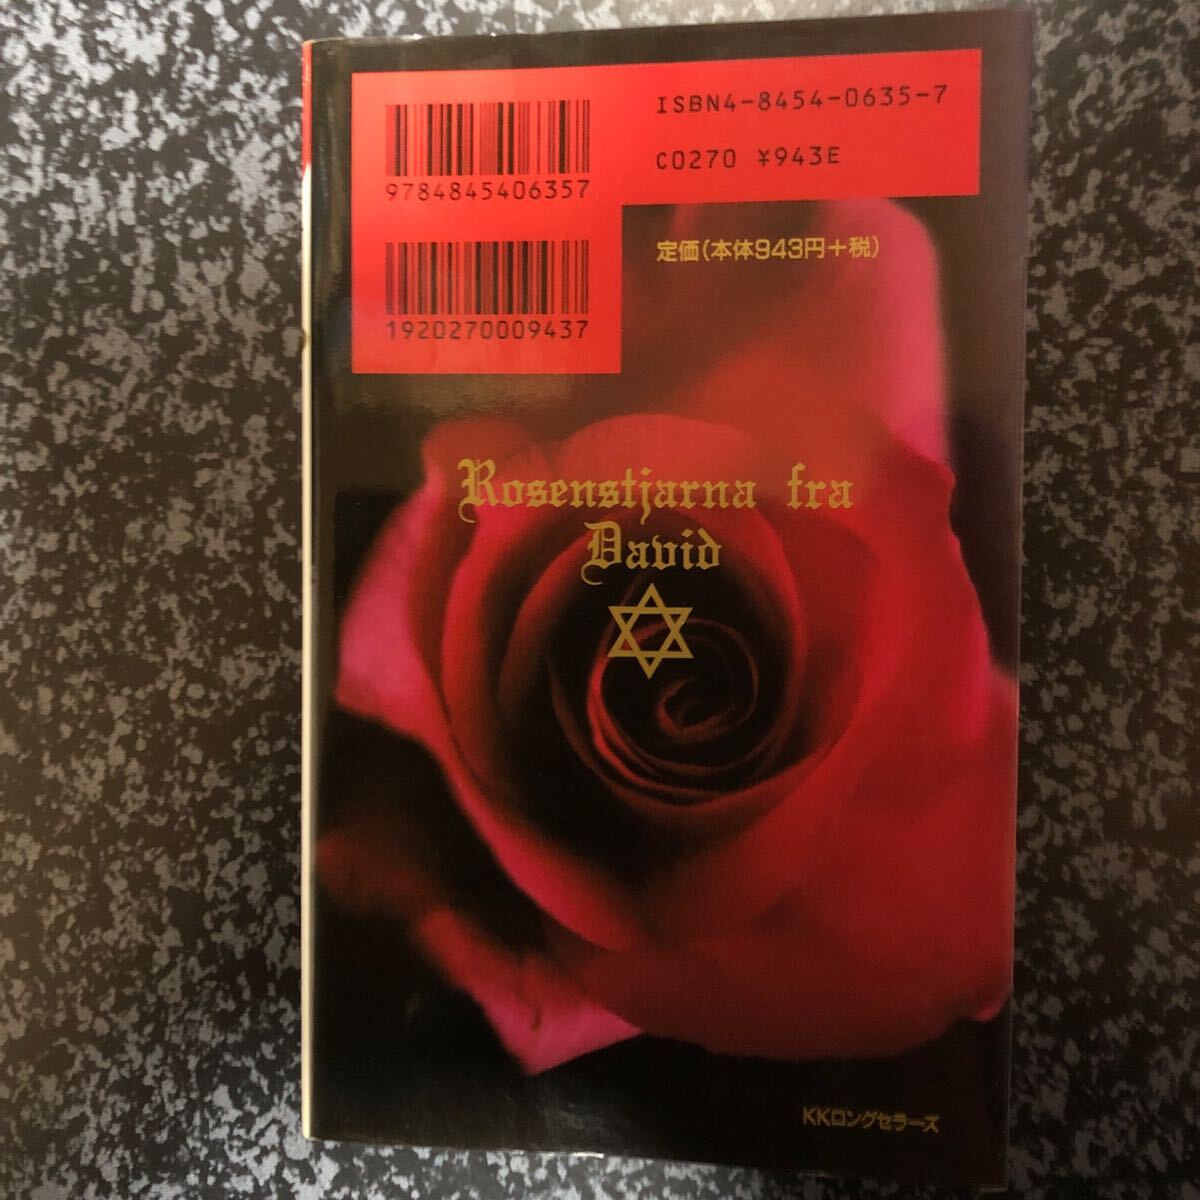 ISBN4-8454-0635-7
C0270 ¥943E
9784845406357
定価(本体943円+税)
1920270009437
Rosenstjarna fra
David
KKロングセラーズ